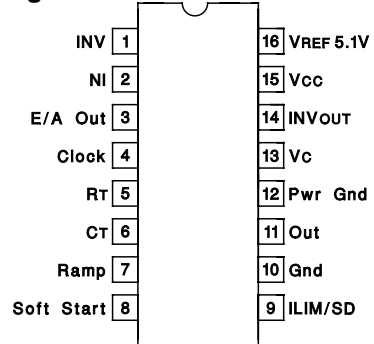 INV 1 16 VREF 5.1V
NI 2 15 VCC
E/A Out 3 14 INVOUT
Clock 4 13 VC
RT 5 12 Pwr Gnd
CT 6 11 Out
Ramp 7 10 Gnd
Soft Start 8 9 ILIM/SD